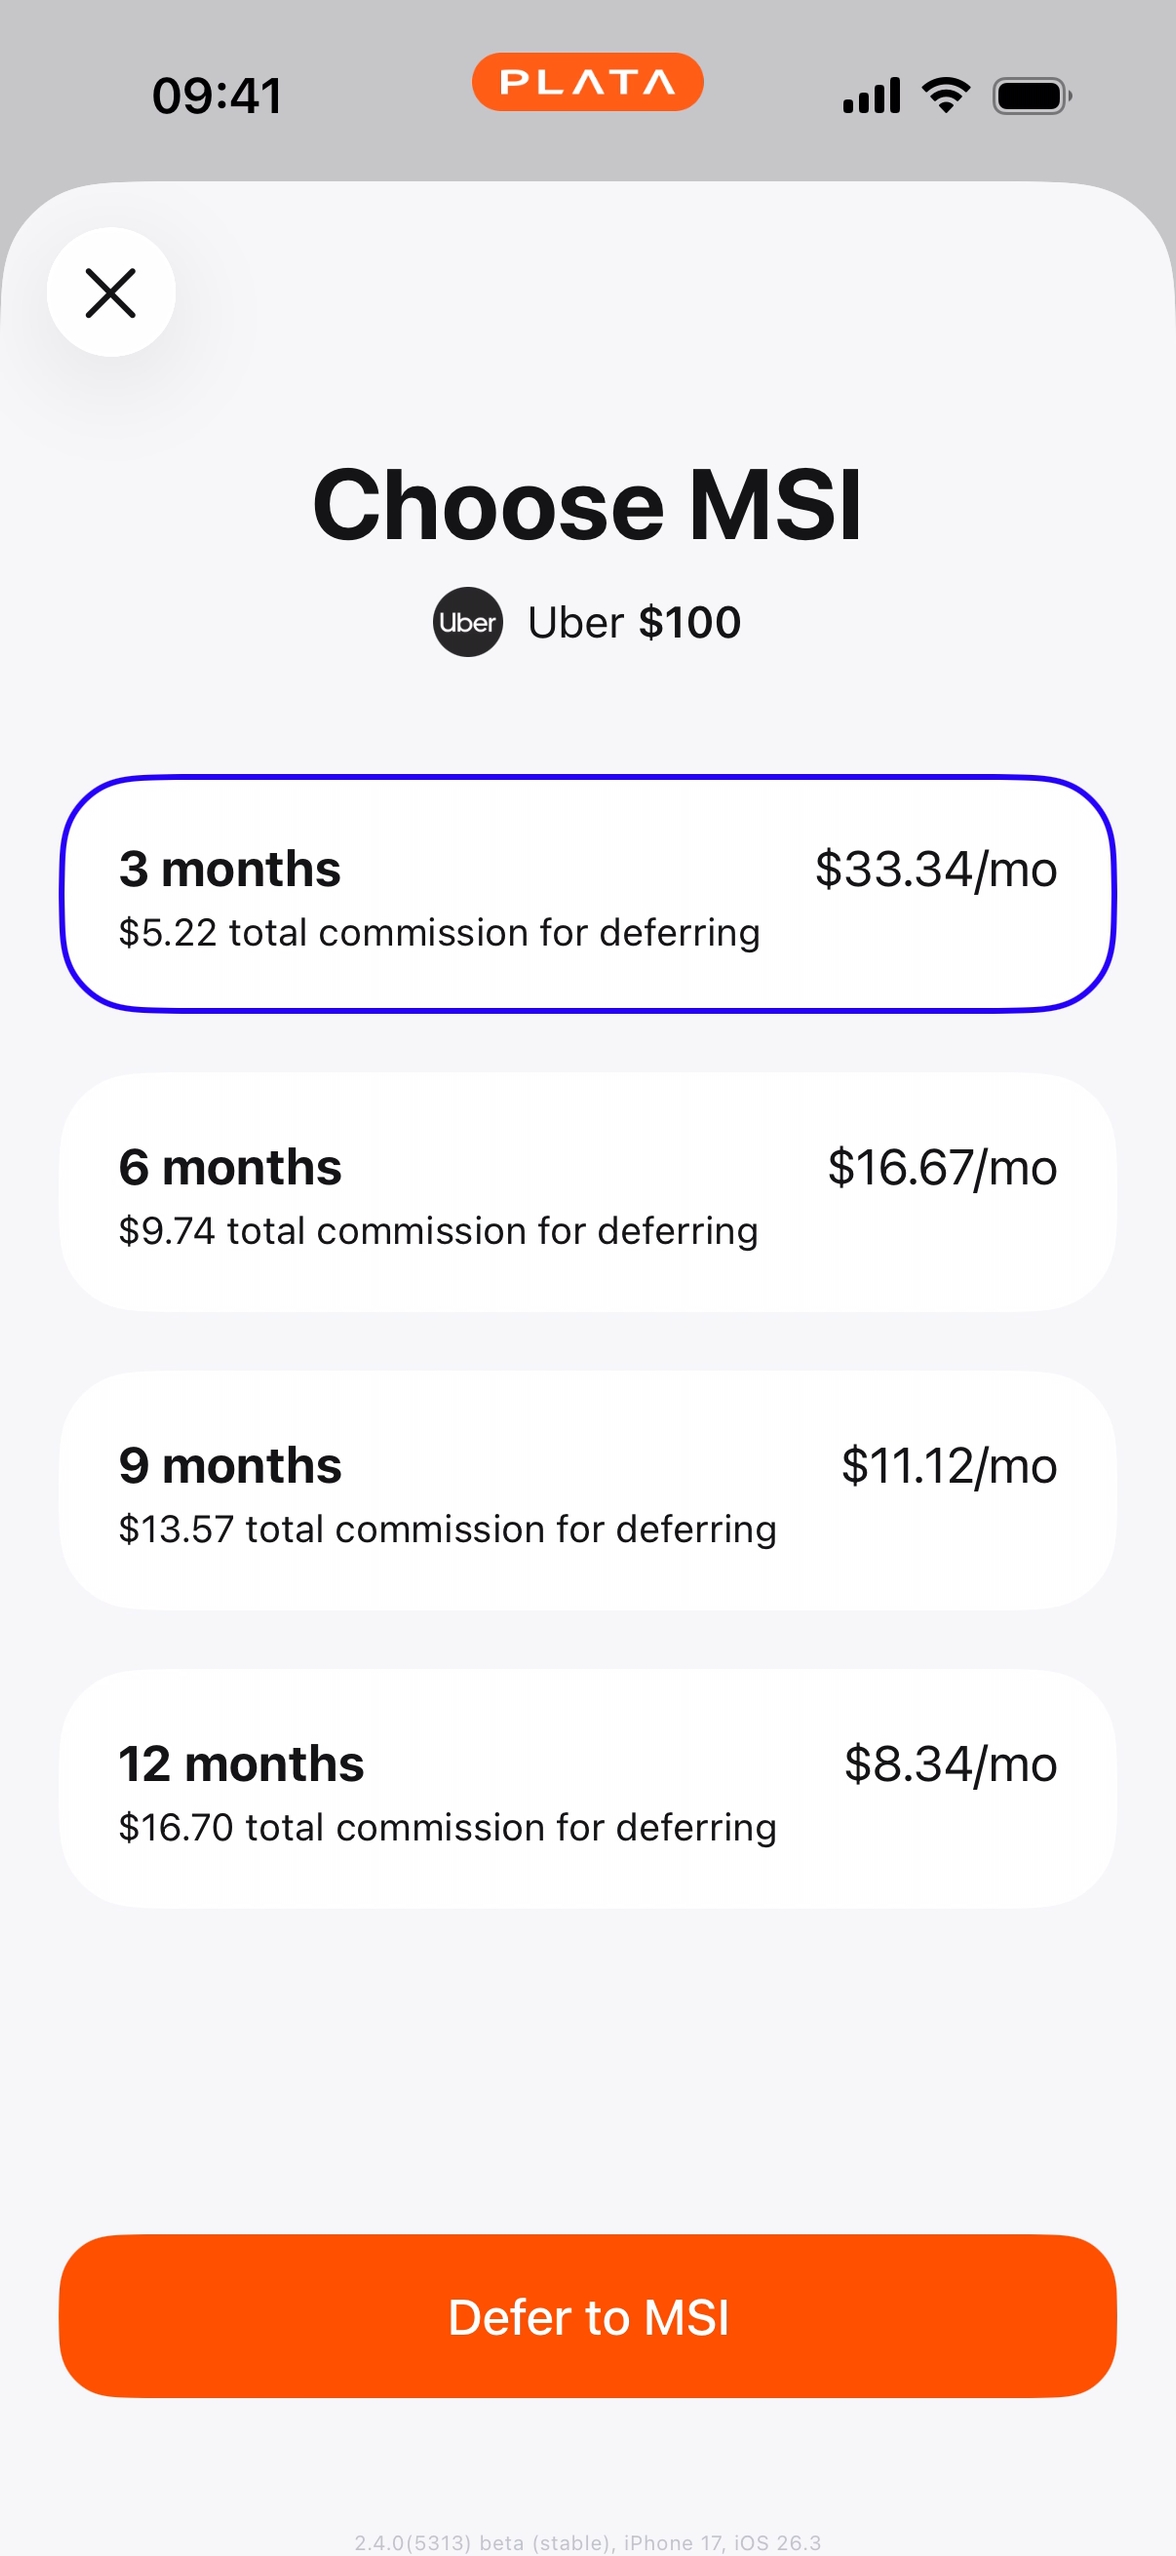 09:41
PLATA
Choose MSI
Uber Uber $100
3 months $33.34/mo
$5.22 total commission for deferring
6 months $16.67/mo
$9.74 total commission for deferring
9 months $11.12/mo
$13.57 total commission for deferring
12 months $8.34/mo
$16.70 total commission for deferring
Defer to MSI
2.4.0(5313) beta (stable), iPhone 17, iOS 26.3